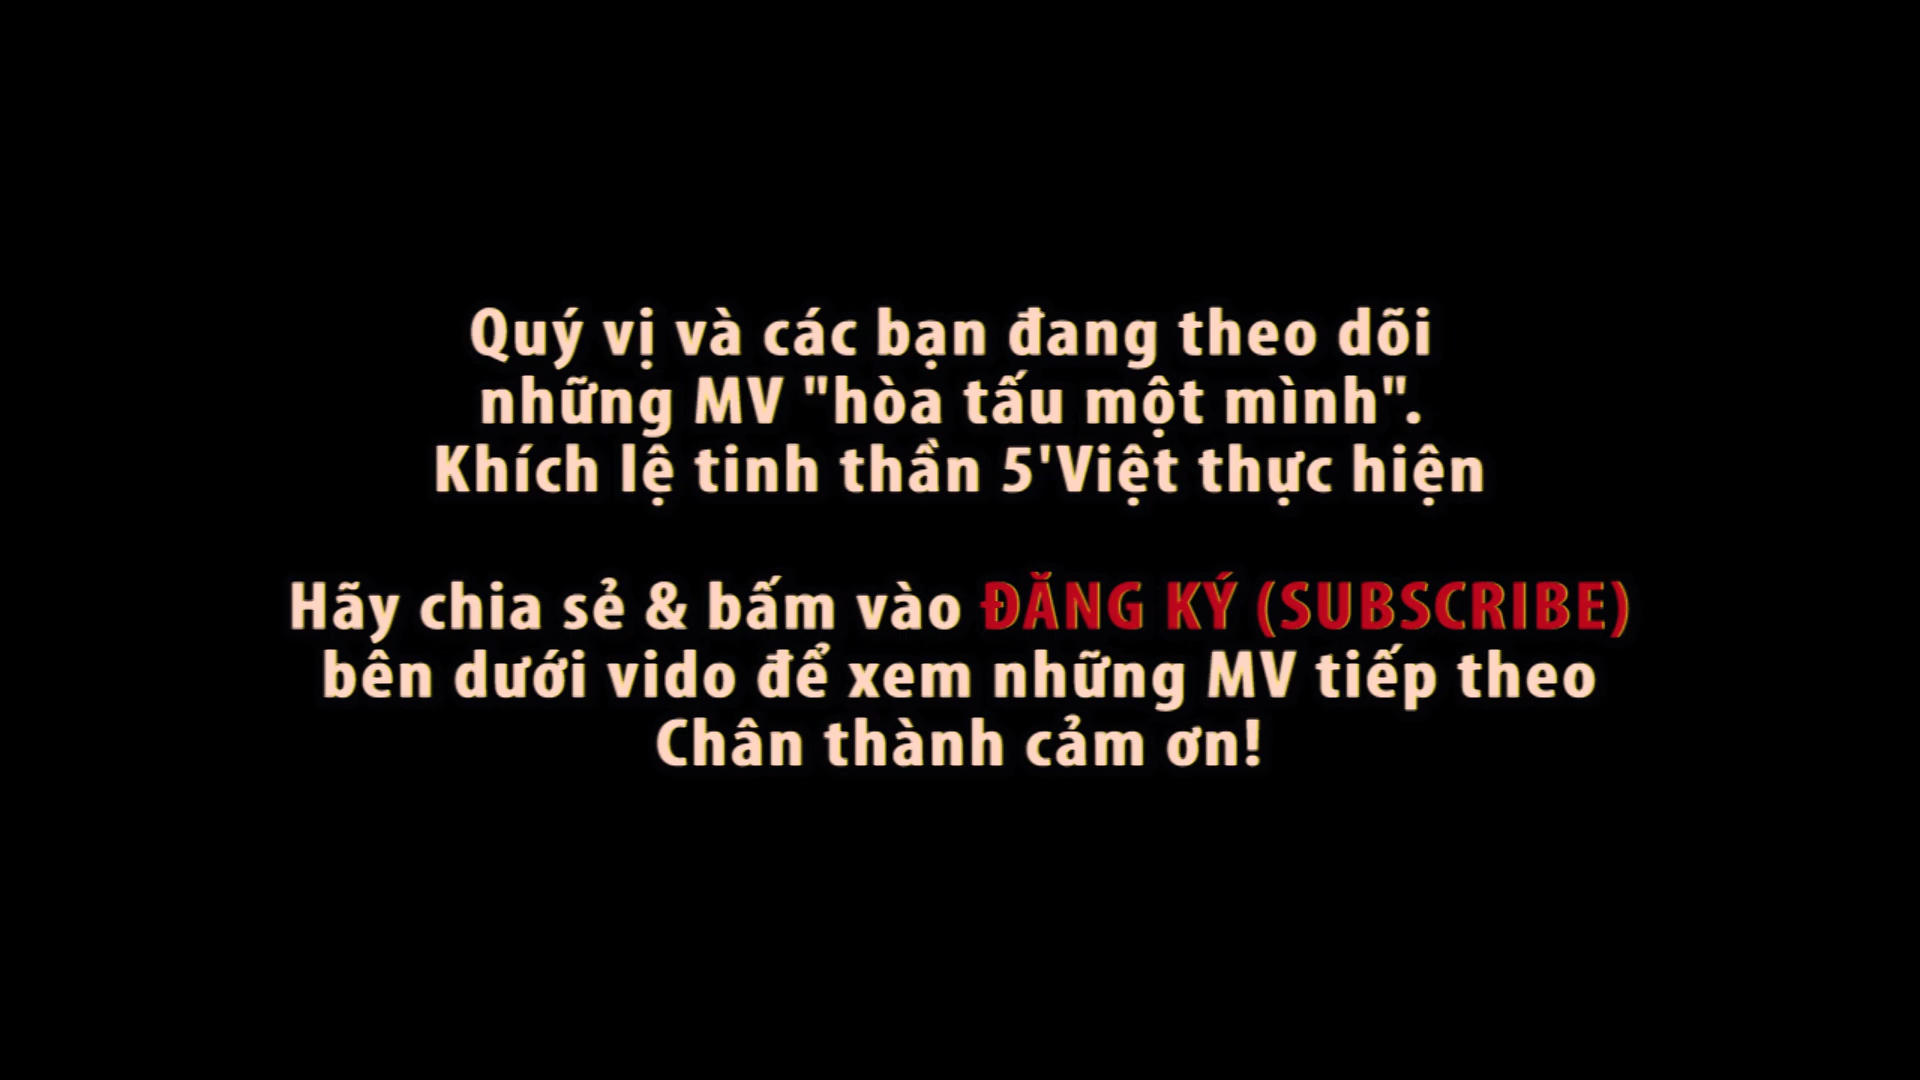 Quý vị và các bạn đang theo dõi
những MV "hòa tấu một mình".
Khích lệ tinh thần 5'Việt thực hiện
Hãy chia sẻ & bấm vào ĐĂNG KÝ (SUBSCRIBE)
bên dưới vido để xem những MV tiếp theo
Chân thành cảm ơn!